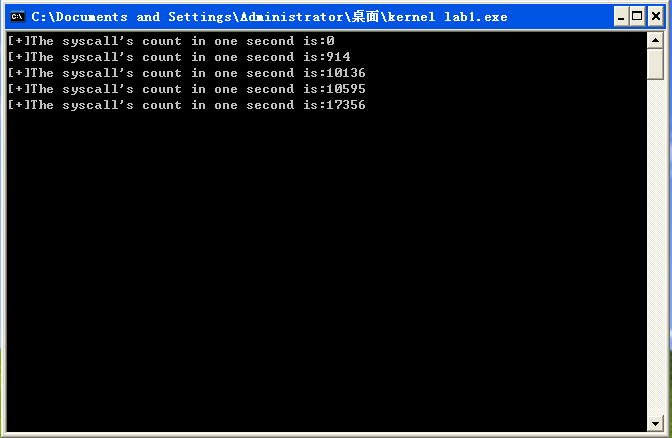 C:\Documents and Settings\Administrator\桌面\kernel lab1.exe
[+]The syscall's count in one second is:0
[+]The syscall's count in one second is:914
[+]The syscall's count in one second is:10136
[+]The syscall's count in one second is:10595
[+]The syscall's count in one second is:17356